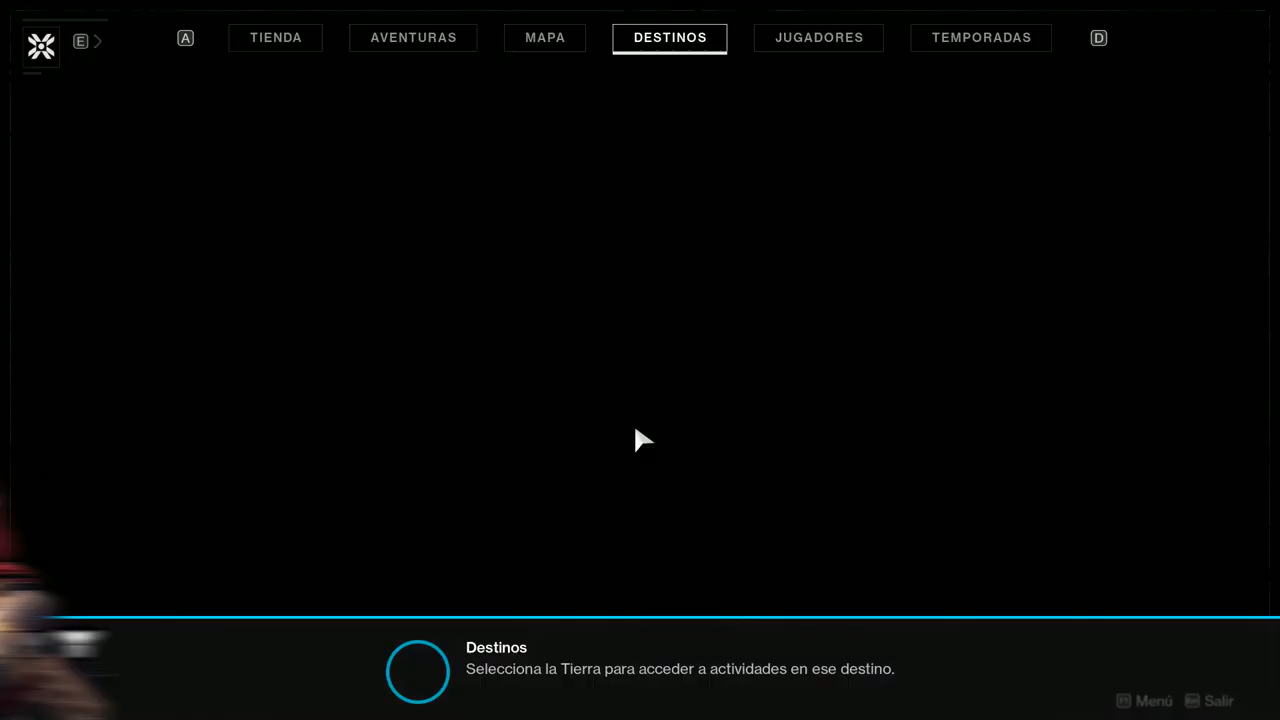 E
A
TIENDA
AVENTURAS
MAPA
DESTINOS
JUGADORES
TEMPORADAS
D
Destinos
Selecciona la Tierra para acceder a actividades en ese destino.
Menú
Salir